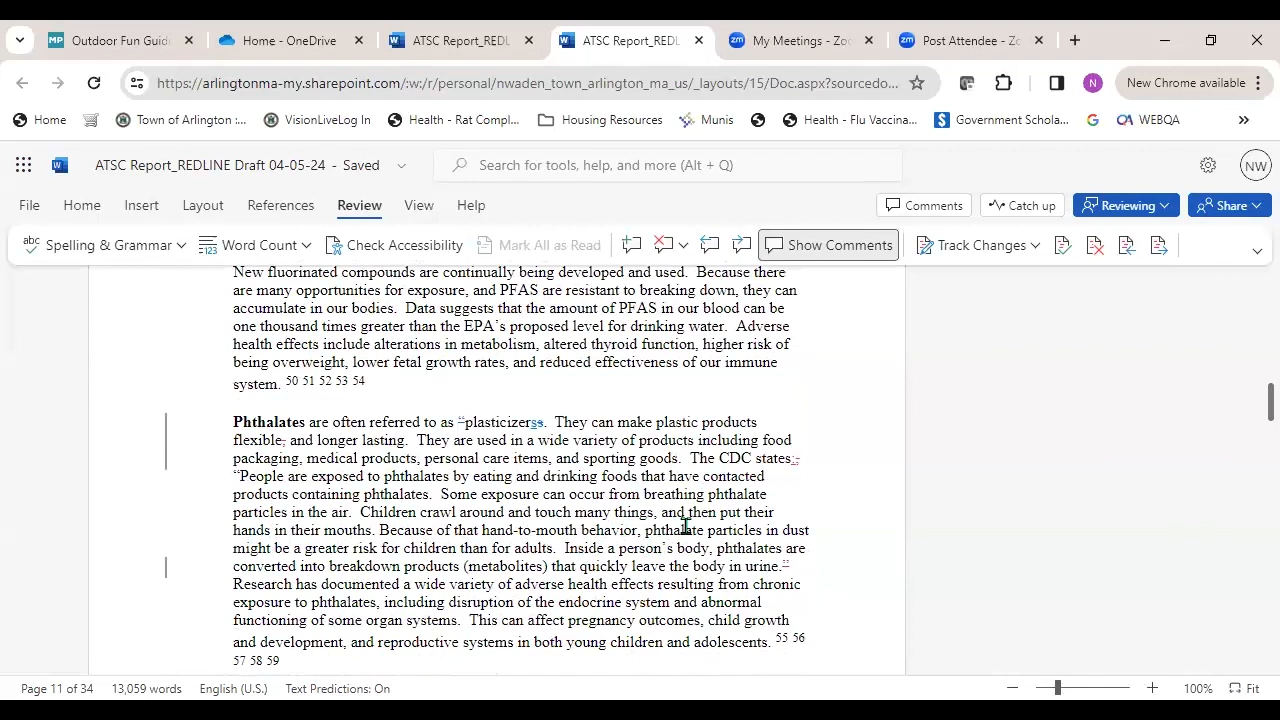 Outdoor Fun Guid
Home - OneDrive
ATSC Report_REDL
ATSC Report_REDL
My Meetings - Zoo
Post Attendee - Zo
https://arlingtonma-my.sharepoint.com/:w:/r/personal/nwaden_town_arlington_ma_us/_layouts/15/Doc.aspx?sourcedo...
N
New Chrome available
Home
Town of Arlington :...
VisionLiveLog In
Health - Rat Compl...
Housing Resources
Munis
Health - Flu Vaccina...
Government Schola...
WEBQA
ATSC Report_REDLINE Draft 04-05-24 - Saved
Search for tools, help, and more (Alt + Q)
NW
File Home Insert Layout References Review View Help
Comments
Catch up
Reviewing
Share
Spelling & Grammar
Word Count
Check Accessibility
Mark All as Read
Show Comments
Track Changes
New fluorinated compounds are continually being developed and used. Because there
are many opportunities for exposure, and PFAS are resistant to breaking down, they can
accumulate in our bodies. Data suggests that the amount of PFAS in our blood can be
one thousand times greater than the EPA's proposed level for drinking water. Adverse
health effects include alterations in metabolism, altered thyroid function, higher risk of
being overweight, lower fetal growth rates, and reduced effectiveness of our immune
system. 50 51 52 53 54
Phthalates are often referred to as “plasticizerss. They can make plastic products
flexible, and longer lasting. They are used in a wide variety of products including food
packaging, medical products, personal care items, and sporting goods. The CDC states:,
“People are exposed to phthalates by eating and drinking foods that have contacted
products containing phthalates. Some exposure can occur from breathing phthalate
particles in the air. Children crawl around and touch many things, and then put their
hands in their mouths. Because of that hand-to-mouth behavior, phthalate particles in dust
might be a greater risk for children than for adults. Inside a person's body, phthalates are
converted into breakdown products (metabolites) that quickly leave the body in urine.”
Research has documented a wide variety of adverse health effects resulting from chronic
exposure to phthalates, including disruption of the endocrine system and abnormal
functioning of some organ systems. This can affect pregnancy outcomes, child growth
and development, and reproductive systems in both young children and adolescents. 55 56
57 58 59
Page 11 of 34
13,059 words
English (U.S.)
Text Predictions: On
100%
Fit